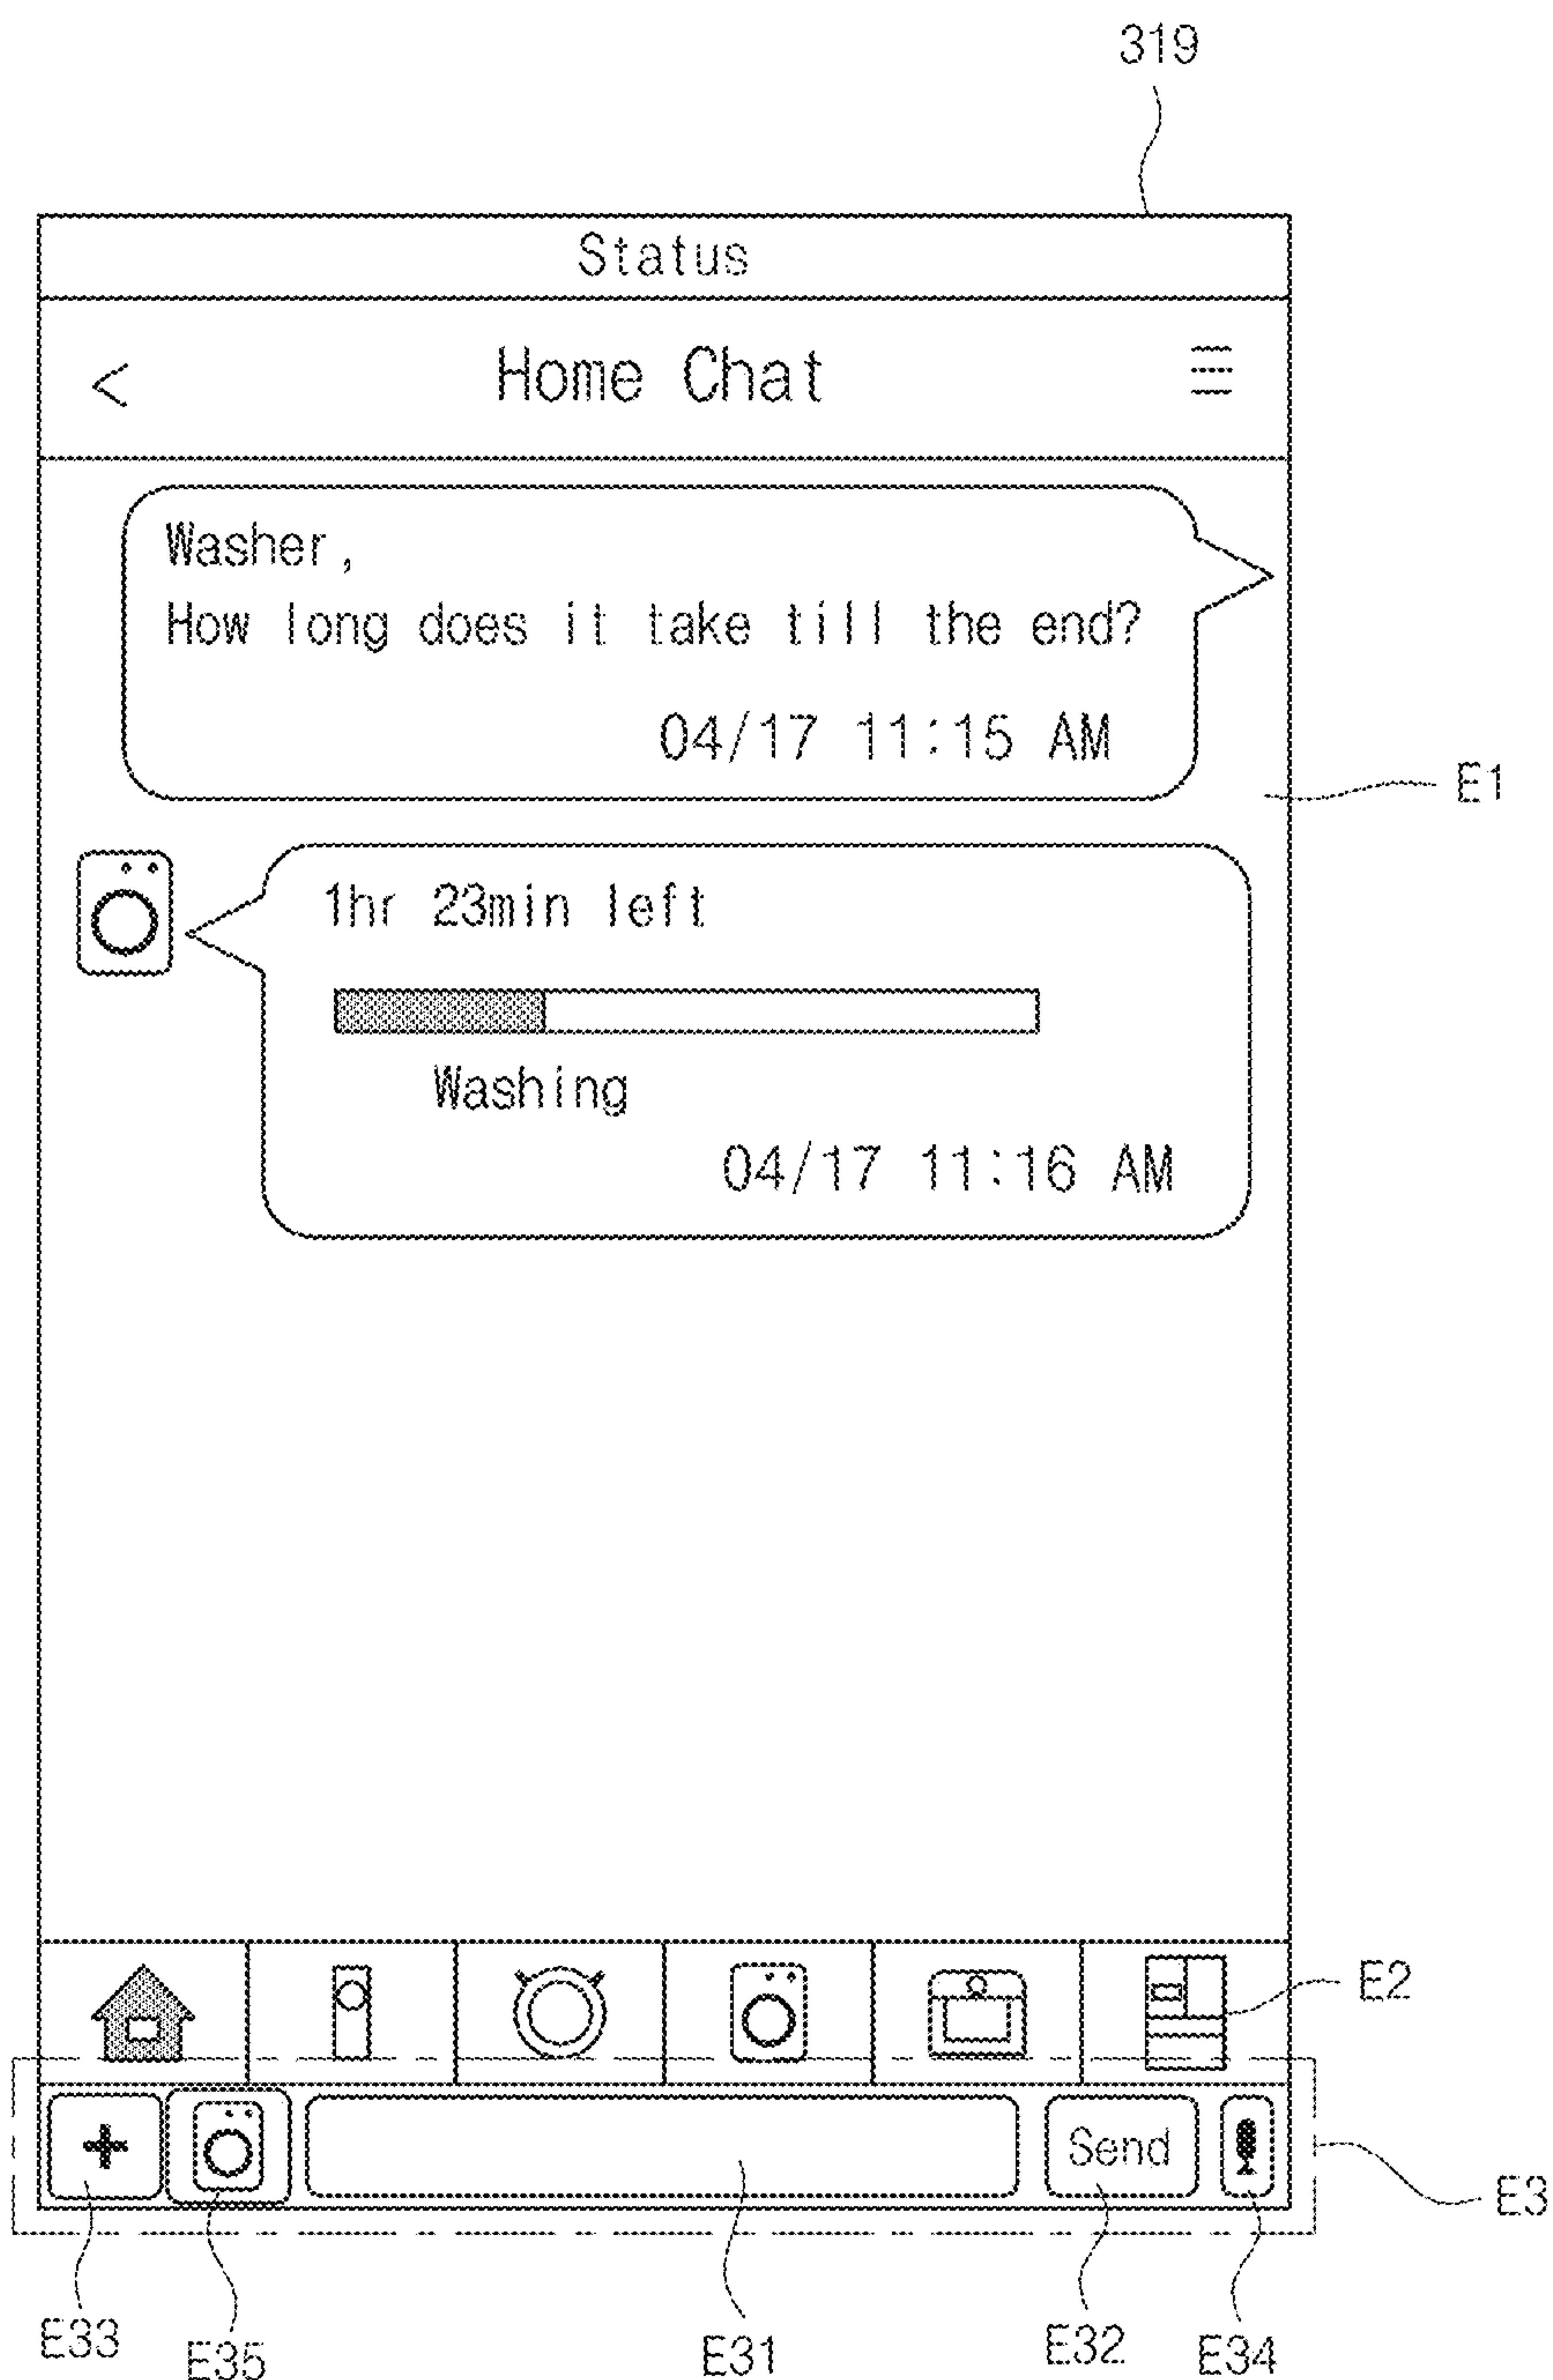 319
Status
< Home Chat
Washer,
How long does it take till the end?
04/17 11:15 AM
E1
1hr 23min left
Washing
04/17 11:16 AM
E2
+ Send
E3
E33 E35 E31 E32 E34